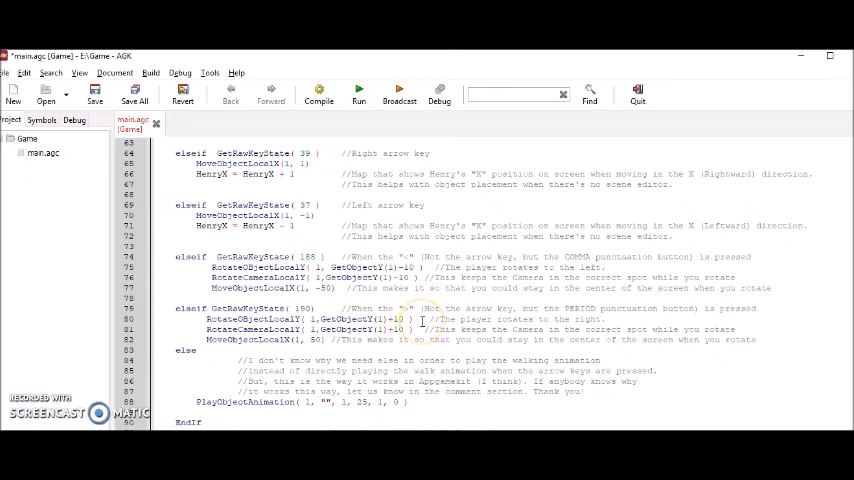 *main.agc [Game] - E:\Game - AGK
File Edit Search View Document Build Debug Tools Help
New Open Save Save All Revert Back Forward Compile Run Broadcast Debug Find Quit
Project Symbols Debug
main.agc
[Game]
Game
main.agc
63
64 elseif GetRawKeyState( 39 ) //Right arrow key
65 MoveObjectLocalX(1, 1)
66 HenryX = HenryX + 1 //Map that shows Henry's "X" position on screen when moving in the X (Rightward) direction.
67 //This helps with object placement when there's no scene editor.
68
69 elseif GetRawKeyState( 37 ) //Left arrow key
70 MoveObjectLocalX(1, -1)
71 HenryX = HenryX - 1 //Map that shows Henry's "X" position on screen when moving in the X (Leftward) direction.
72 //This helps with object placement when there's no scene editor.
73
74 elseif GetRawKeyState( 188 ) //When the "<" (Not the arrow key, but the COMMA punctuation button) is pressed
75 RotateOBjectLocalY( 1, GetObjectY(1)-10 ) //The player rotates to the left.
76 RotateCameraLocalY( 1,GetObjectY(1)-10 ) //This keeps the Camera in the correct spot while you rotate
77 MoveObjectLocalX(1, -50) //This makes it so that you could stay in the center of the screen when you rotate
78
79 elseif GetRawKeyState( 190) //When the ">" (Not the arrow key, but the PERIOD punctuation button) is pressed
80 RotateObjectLocalY( 1,GetObjectY(1)+10 ) //The player rotates to the right.
81 RotateCameraLocalY( 1,GetObjectY(1)+10 ) //This keeps the Camera in the correct spot while you rotate
82 MoveObjectLocalX(1, 50) //This makes it so that you could stay in the center of the screen when you rotate
83 else
84 //I don't know why we need else in order to play the walking animation
85 //instead of directly playing the walk animation when the arrow keys are pressed.
86 //But, this is the way it works in Appgamekit (I think). If anybody knows why
87 //it works this way, let us know in the comment section. Thank you!
88 PlayObjectAnimation( 1, "", 1, 25, 1, 0 )
90 EndIf
RECORDED WITH
SCREENCAST MATIC